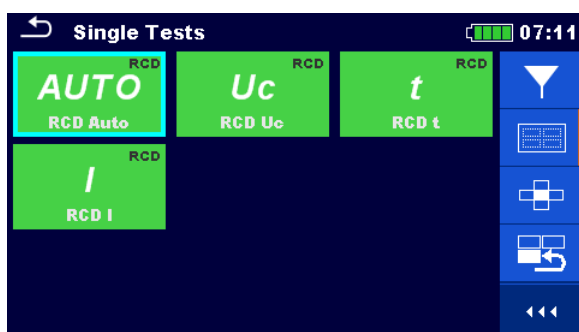 Single Tests 07:11
RCD RCD RCD
AUTO Uc t
RCD Auto RCD Uc RCD t
RCD
I
RCD I